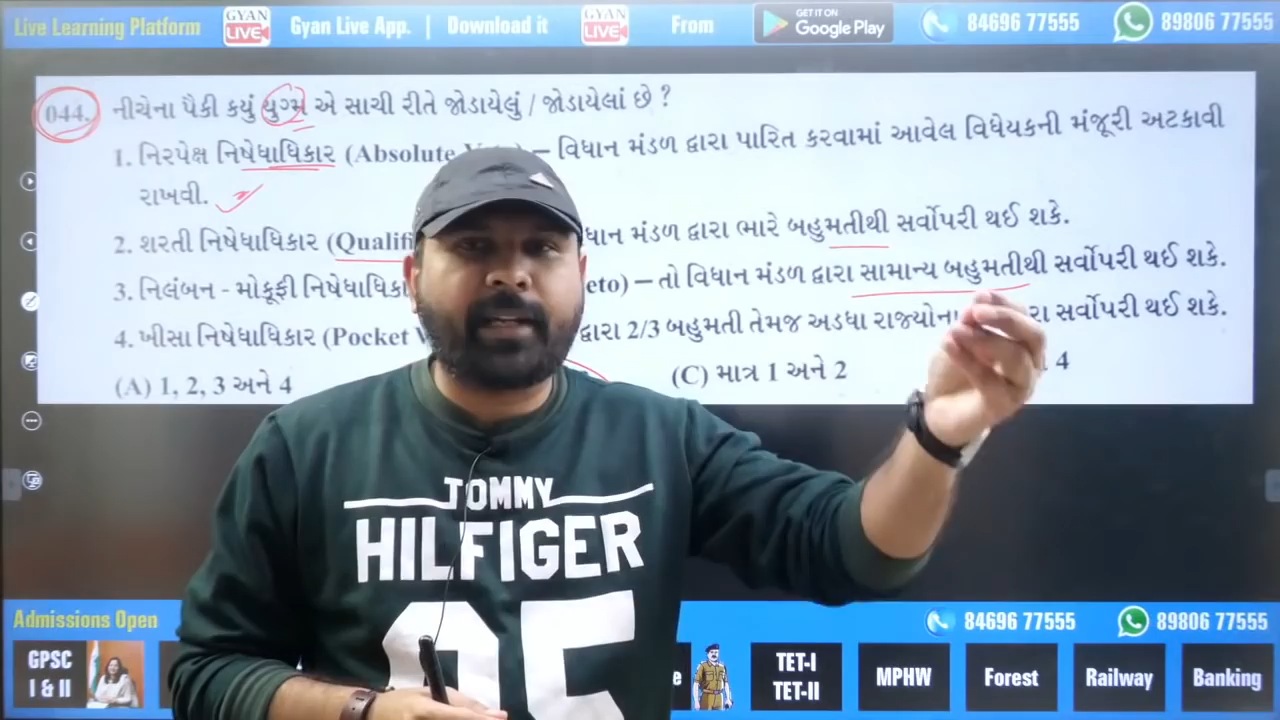 Live Learning Platform
GYAN LIVE
Gyan Live App. | Download it
GYAN LIVE
From
GET IT ON Google Play
84696 77555
89806 77555
044. નીચેના પૈકી કયું યુગ્મ એ સાચી રીતે જોડાયેલું / જોડાયેલાં છે ?
1. નિરપેક્ષ નિષેધાધિકાર (Absolute – વિધાન મંડળ દ્વારા પારિત કરવામાં આવેલ વિધેયકની મંજૂરી અટકાવી
રાખવી.
2. શરતી નિષેધાધિકાર મંડળ દ્વારા ભારે બહુમતીથી સર્વોપરી થઈ શકે.
3. નિલંબન - મોકૂફી – તો વિધાન મંડળ દ્વારા સામાન્ય બહુમતીથી સર્વોપરી થઈ શકે.
4. ખીસા નિષેધાધિકાર (Pocket દ્વારા 2/3 બહુમતી તેમજ અડધા સર્વોપરી થઈ શકે.
(A) 1, 2, 3 અને 4 (C) માત્ર 1 અને 2 4
TOMMY
HILFIGER
Admissions Open
84696 77555
89806 77555
GPSC I & II
TET-I TET-II
MPHW
Forest
Railway
Banking